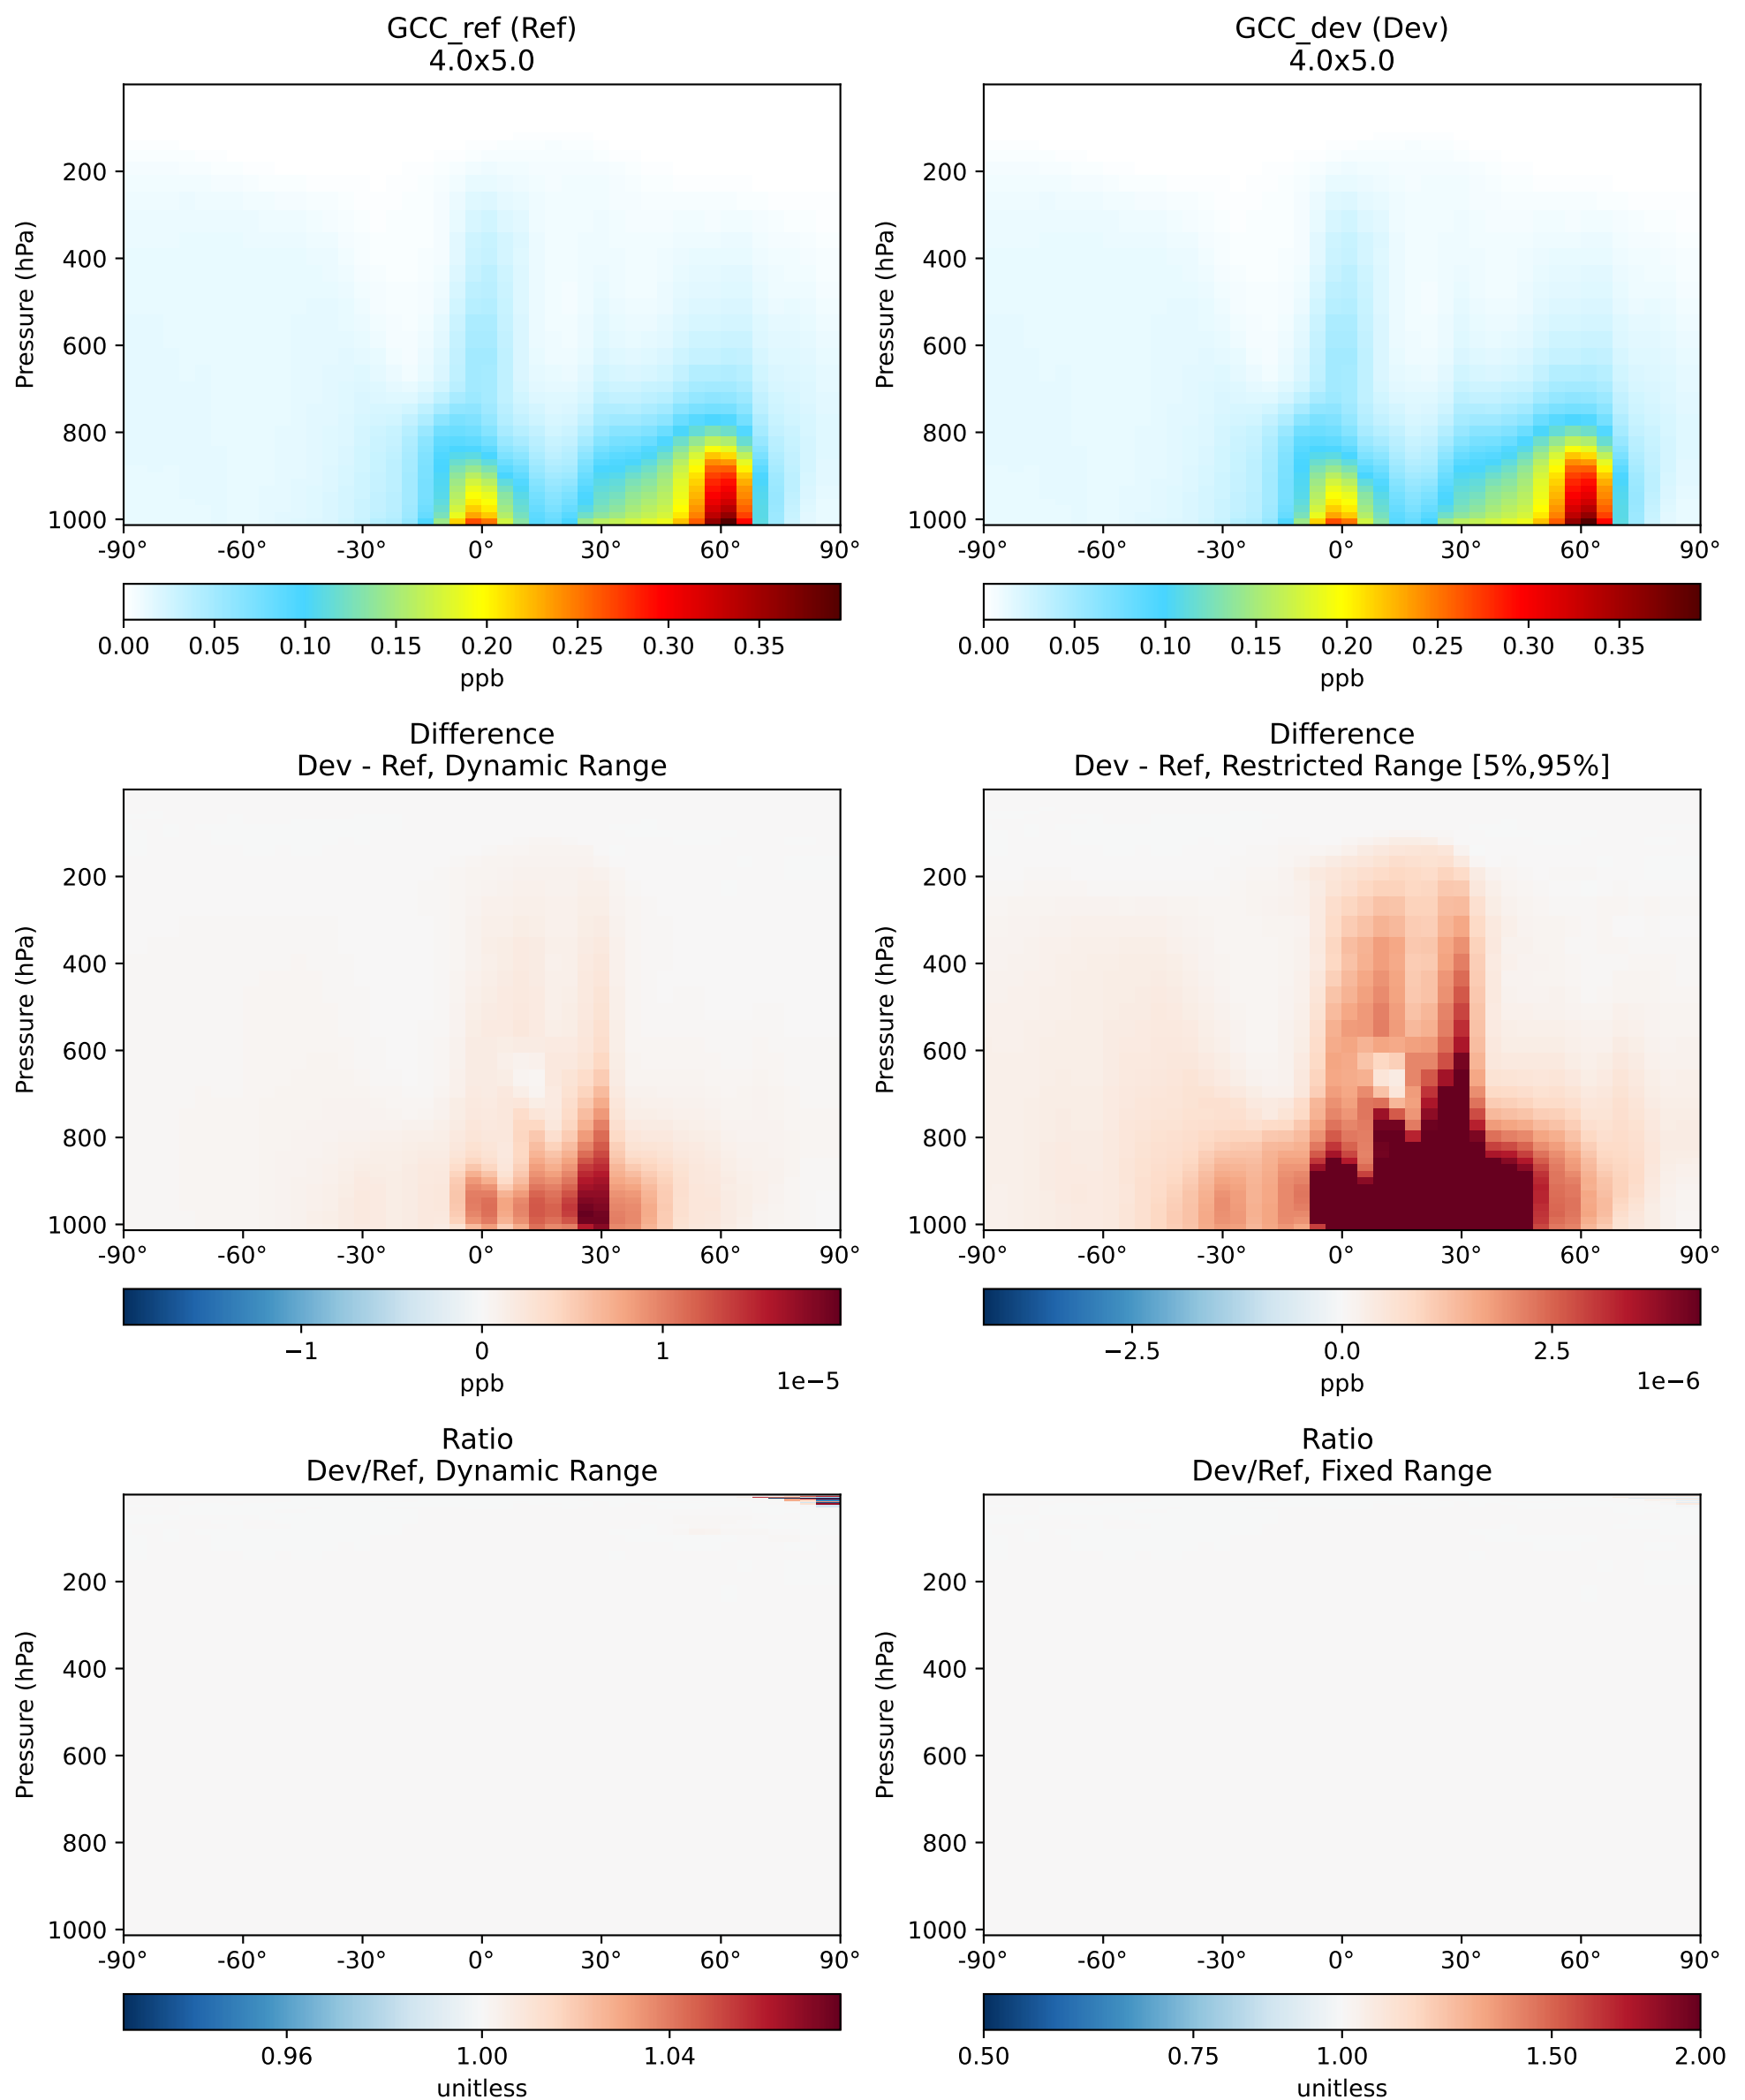 GCC_ref (Ref)
4.0x5.0
Pressure (hPa)
200
400
600
800
1000
-90° -60° -30° 0° 30° 60° 90°
0.00 0.05 0.10 0.15 0.20 0.25 0.30 0.35
ppb
GCC_dev (Dev)
4.0x5.0
Pressure (hPa)
200
400
600
800
1000
-90° -60° -30° 0° 30° 60° 90°
0.00 0.05 0.10 0.15 0.20 0.25 0.30 0.35
ppb
Difference
Dev - Ref, Dynamic Range
Pressure (hPa)
200
400
600
800
1000
-90° -60° -30° 0° 30° 60° 90°
−1 0 1
ppb
1e−5
Difference
Dev - Ref, Restricted Range [5%,95%]
Pressure (hPa)
200
400
600
800
1000
-90° -60° -30° 0° 30° 60° 90°
−2.5 0.0 2.5
ppb
1e−6
Ratio
Dev/Ref, Dynamic Range
Pressure (hPa)
200
400
600
800
1000
-90° -60° -30° 0° 30° 60° 90°
0.96 1.00 1.04
unitless
Ratio
Dev/Ref, Fixed Range
Pressure (hPa)
200
400
600
800
1000
-90° -60° -30° 0° 30° 60° 90°
0.50 0.75 1.00 1.50 2.00
unitless